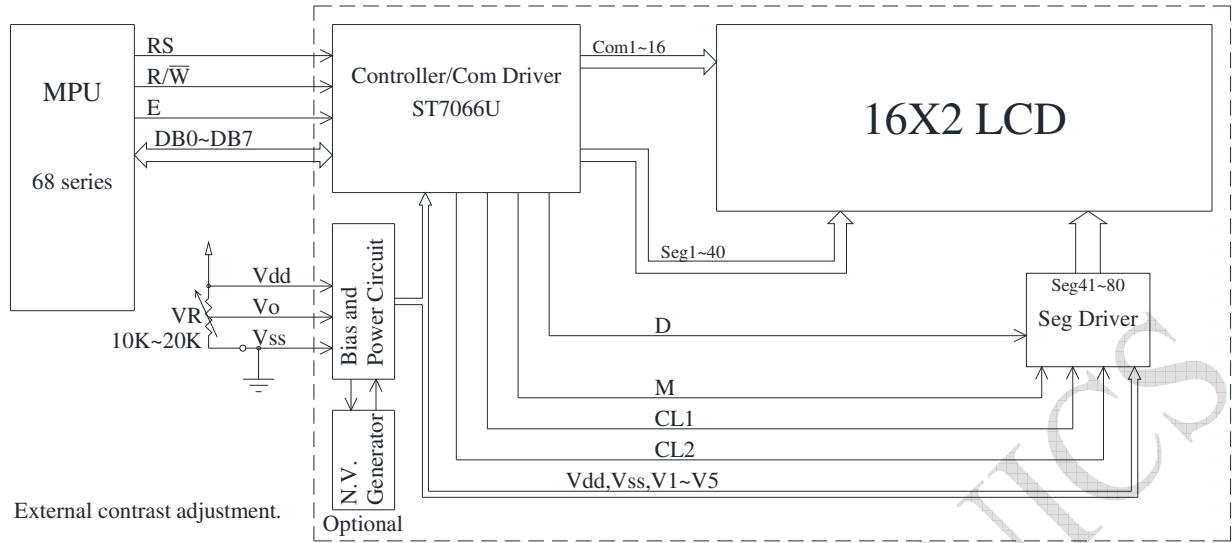 MPU
68 series
RS
R/W̅
E
DB0~DB7
Controller/Com Driver
ST7066U
Com1~16
16X2 LCD
Seg1~40
Seg41~80
Seg Driver
Vdd
Vo
Vss
VR
10K~20K
Bias and
Power Circuit
D
M
CL1
CL2
Vdd,Vss,V1~V5
N.V.
Generator
Optional
External contrast adjustment.